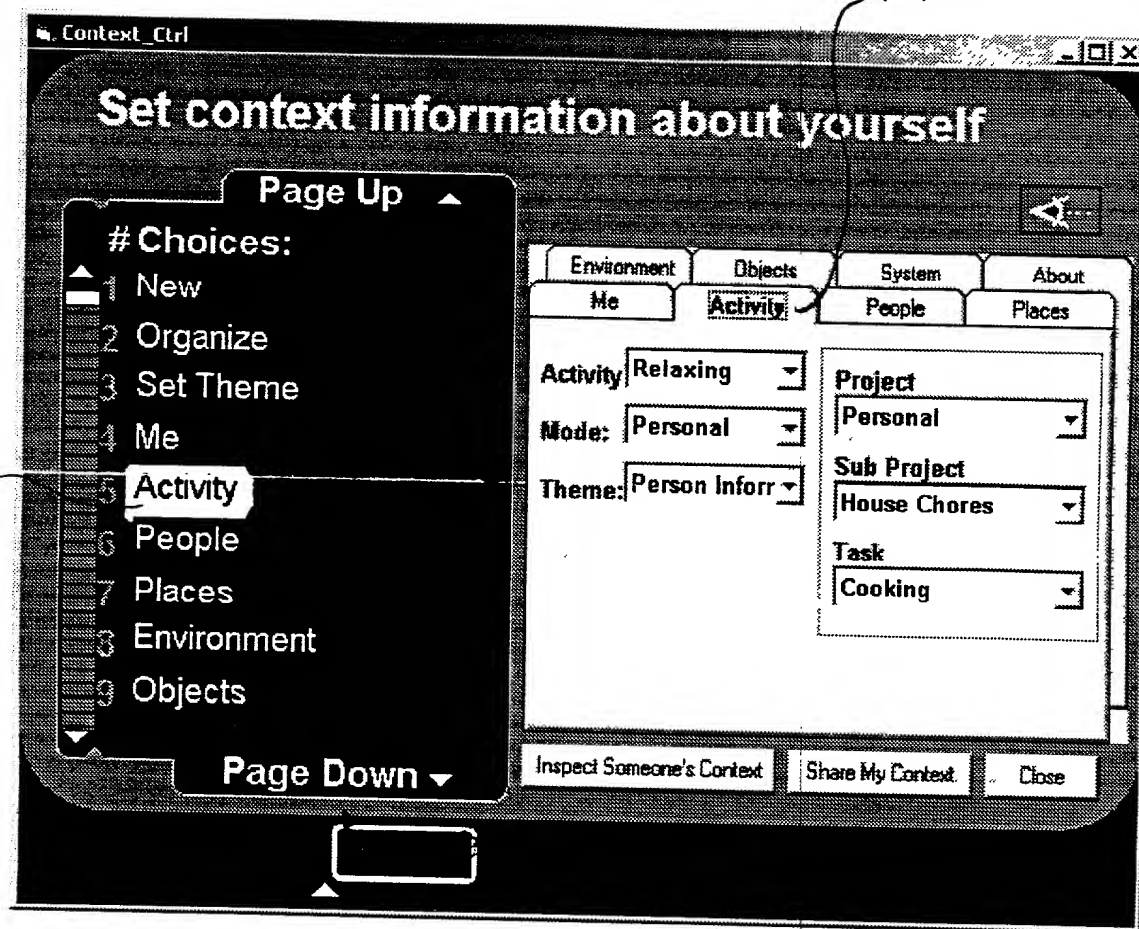 Context_Ctrl
Set context information about yourself
Page Up
# Choices:
1 New
2 Organize
3 Set Theme
4 Me
5 Activity
6 People
7 Places
8 Environment
9 Objects
Page Down
Environment Objects System About
Me Activity People Places
Activity Relaxing
Mode: Personal
Theme: Person Inforr
Project
Personal
Sub Project
House Chores
Task
Cooking
Inspect Someone's Context Share My Context. Close